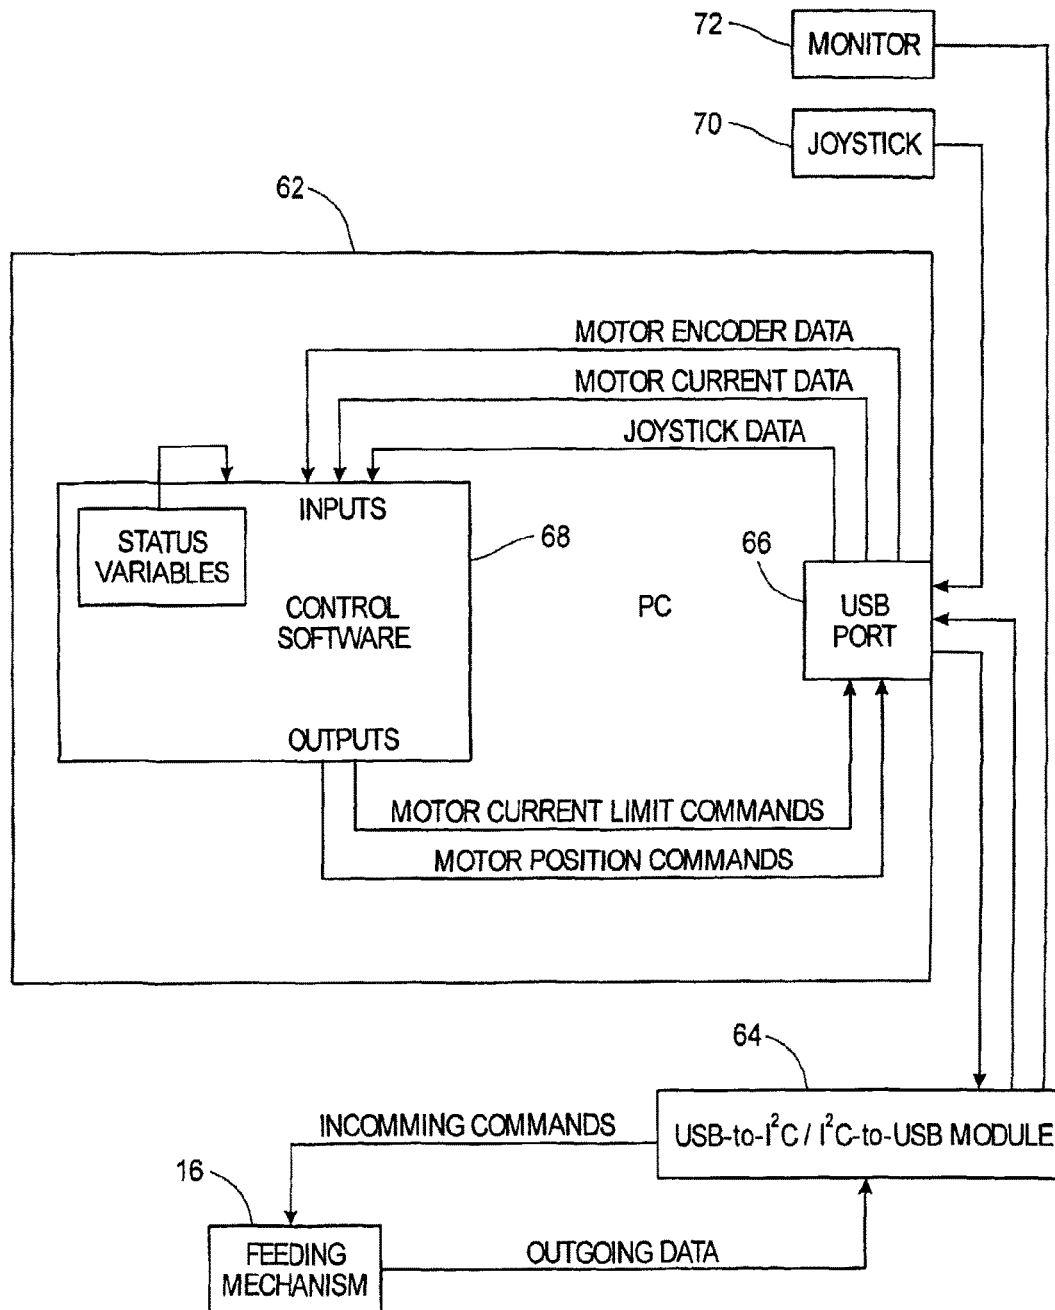 72
MONITOR
70
JOYSTICK
62
MOTOR ENCODER DATA
MOTOR CURRENT DATA
JOYSTICK DATA
INPUTS
STATUS
VARIABLES
68
66
CONTROL
SOFTWARE
PC
USB
PORT
OUTPUTS
MOTOR CURRENT LIMIT COMMANDS
MOTOR POSITION COMMANDS
64
INCOMMING COMMANDS
USB-to-I²C / I²C-to-USB MODULE
16
FEEDING
MECHANISM
OUTGOING DATA